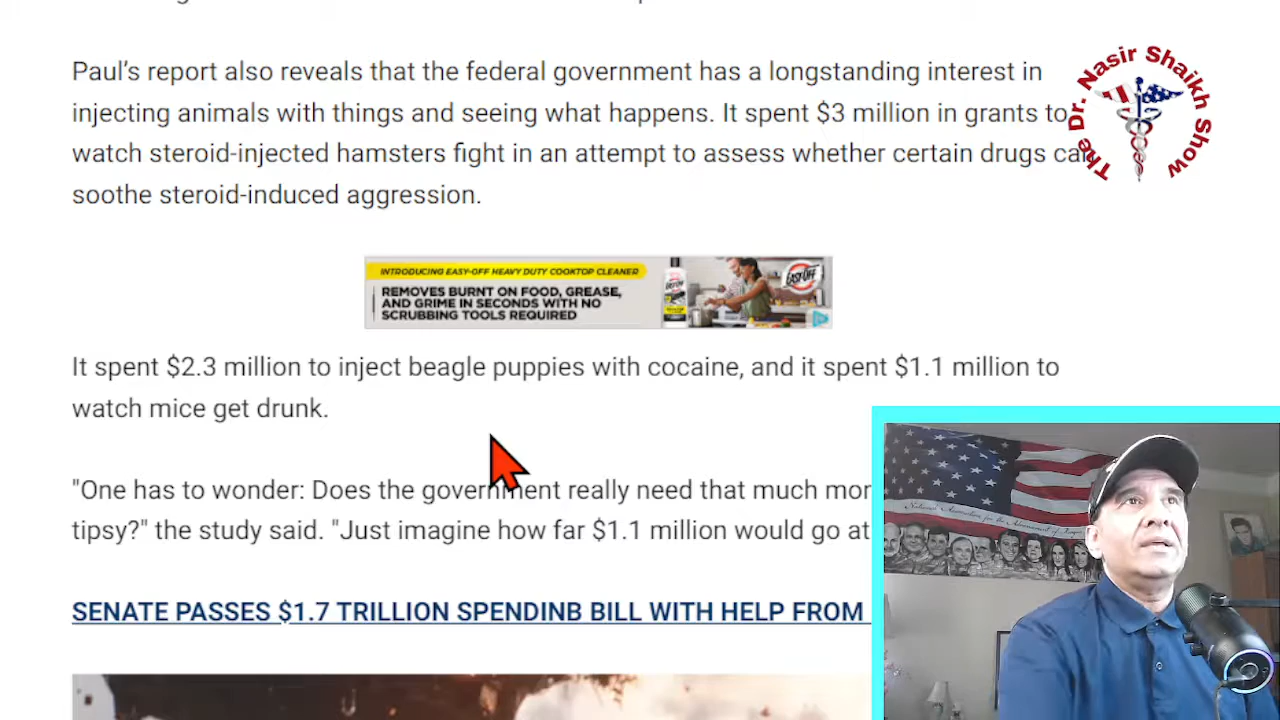 Paul's report also reveals that the federal government has a longstanding interest in
injecting animals with things and seeing what happens. It spent $3 million in grants to
watch steroid-injected hamsters fight in an attempt to assess whether certain drugs can
soothe steroid-induced aggression.
The Dr. Nasir Shaikh Show
INTRODUCING EASY-OFF HEAVY DUTY COOKTOP CLEANER
REMOVES BURNT ON FOOD, GREASE,
AND GRIME IN SECONDS WITH NO
SCRUBBING TOOLS REQUIRED
EASY-OFF
It spent $2.3 million to inject beagle puppies with cocaine, and it spent $1.1 million to
watch mice get drunk.
"One has to wonder: Does the government really need that much mor
tipsy?" the study said. "Just imagine how far $1.1 million would go at
SENATE PASSES $1.7 TRILLION SPENDINB BILL WITH HELP FROM